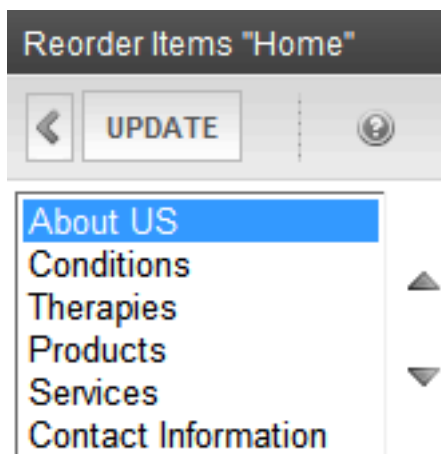 Reorder Items "Home"
UPDATE
About US
Conditions
Therapies
Products
Services
Contact Information